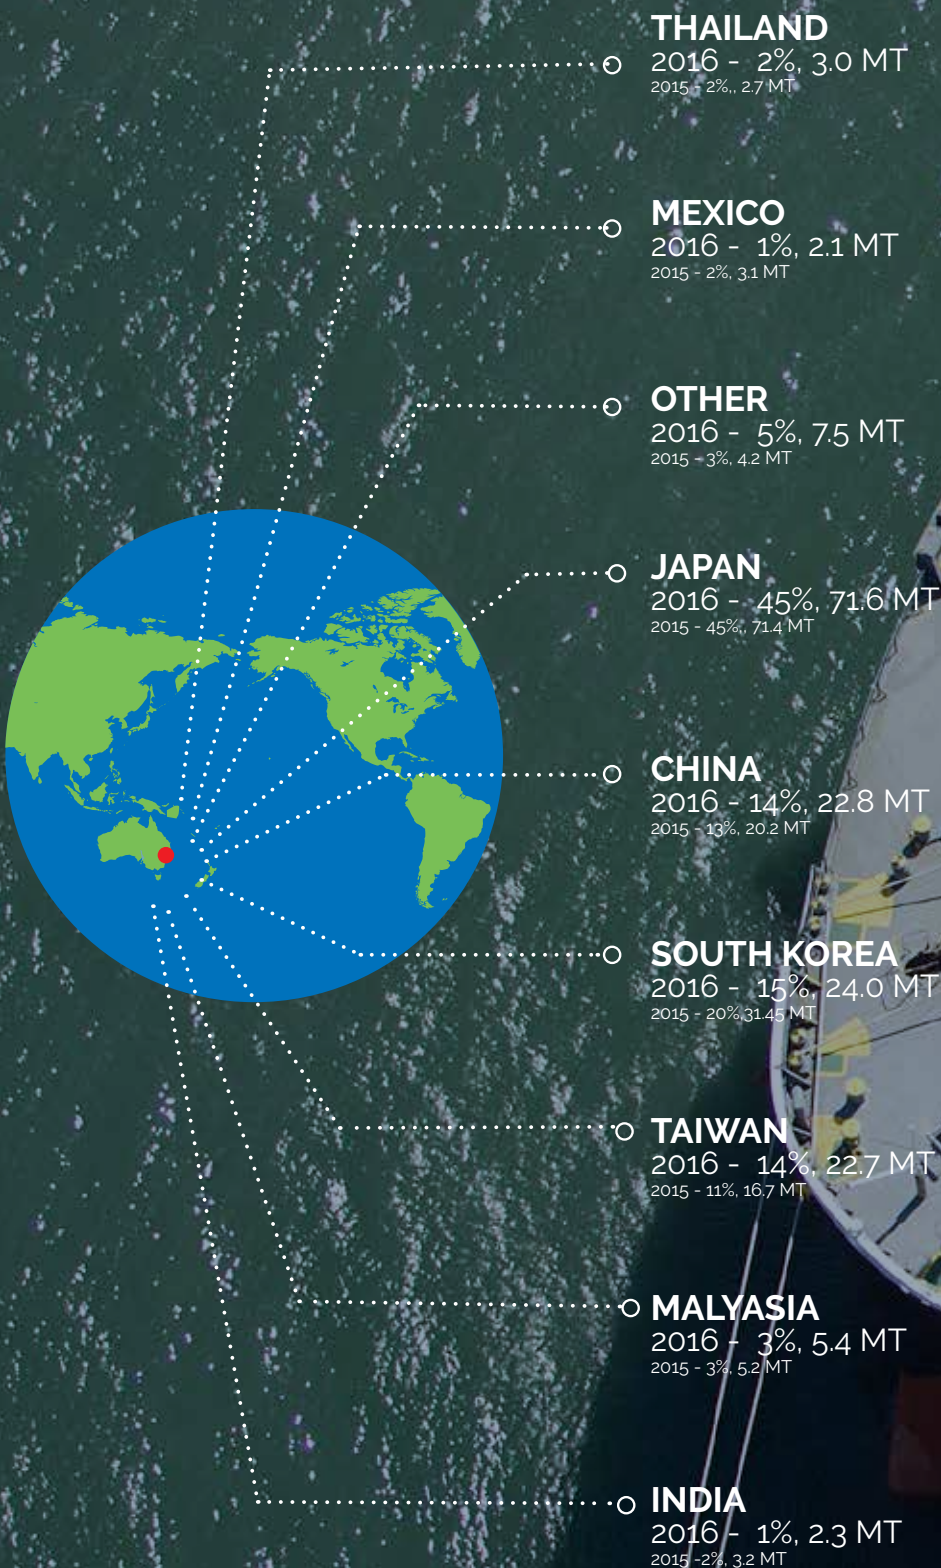 THAILAND
2016 -  2%, 3.0 MT
2015 - 2%,, 2.7 MT
MEXICO
2016 -  1%, 2.1 MT
2015 - 2%, 3.1 MT
OTHER
2016 -  5%, 7.5 MT
2015 - 3%, 4.2 MT
JAPAN
2016 -  45%, 71.6 MT
2015 - 45%,, 71.4 MT
CHINA
2016 - 14%, 22.8 MT
2015 - 13%, 20.2 MT
SOUTH KOREA
2016 -  15%, 24.0 MT
2015 - 20%,31.45 MT
TAIWAN
2016 -  14%, 22.7 MT
2015 - 11%, 16.7 MT
MALYASIA
2016 -  3%, 5.4 MT
2015 - 3%, 5.2 MT
INDIA
2016 -  1%, 2.3 MT
2015 -2%, 3.2 MT